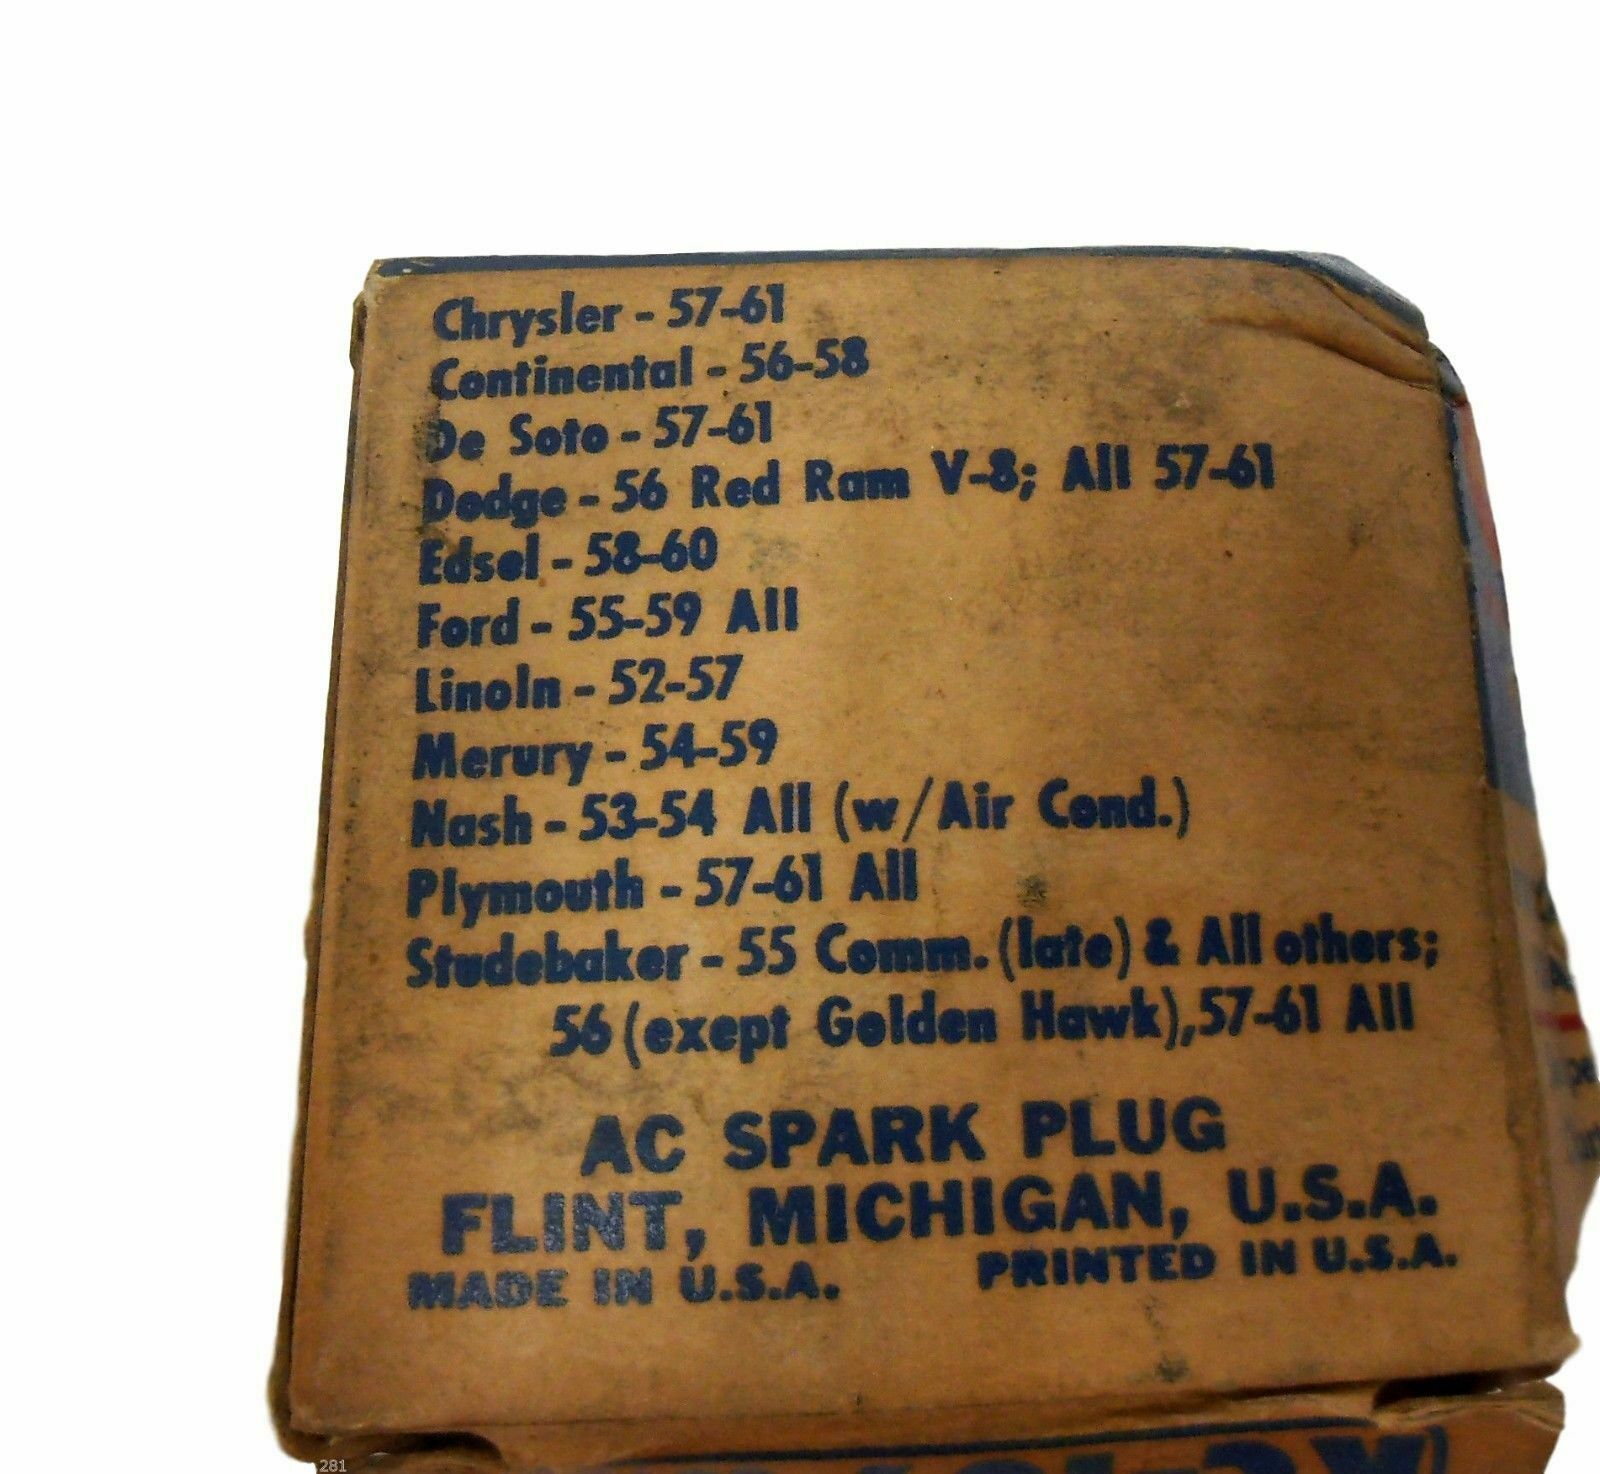 Chrysler - 57-61
Continental - 56-58
De Soto - 57-61
Dodge - 56 Red Ram V-8; All 57-61
Edsel - 58-60
Ford - 55-59 All
Linoln - 52-57
Merury - 54-59
Nash - 53-54 All (w/Air Cond.)
Plymouth - 57-61 All
Studebaker - 55 Comm. (late) & All others;
56 (exept Golden Hawk), 57-61 All
AC SPARK PLUG
FLINT, MICHIGAN, U.S.A.
MADE IN U.S.A. PRINTED IN U.S.A.
281